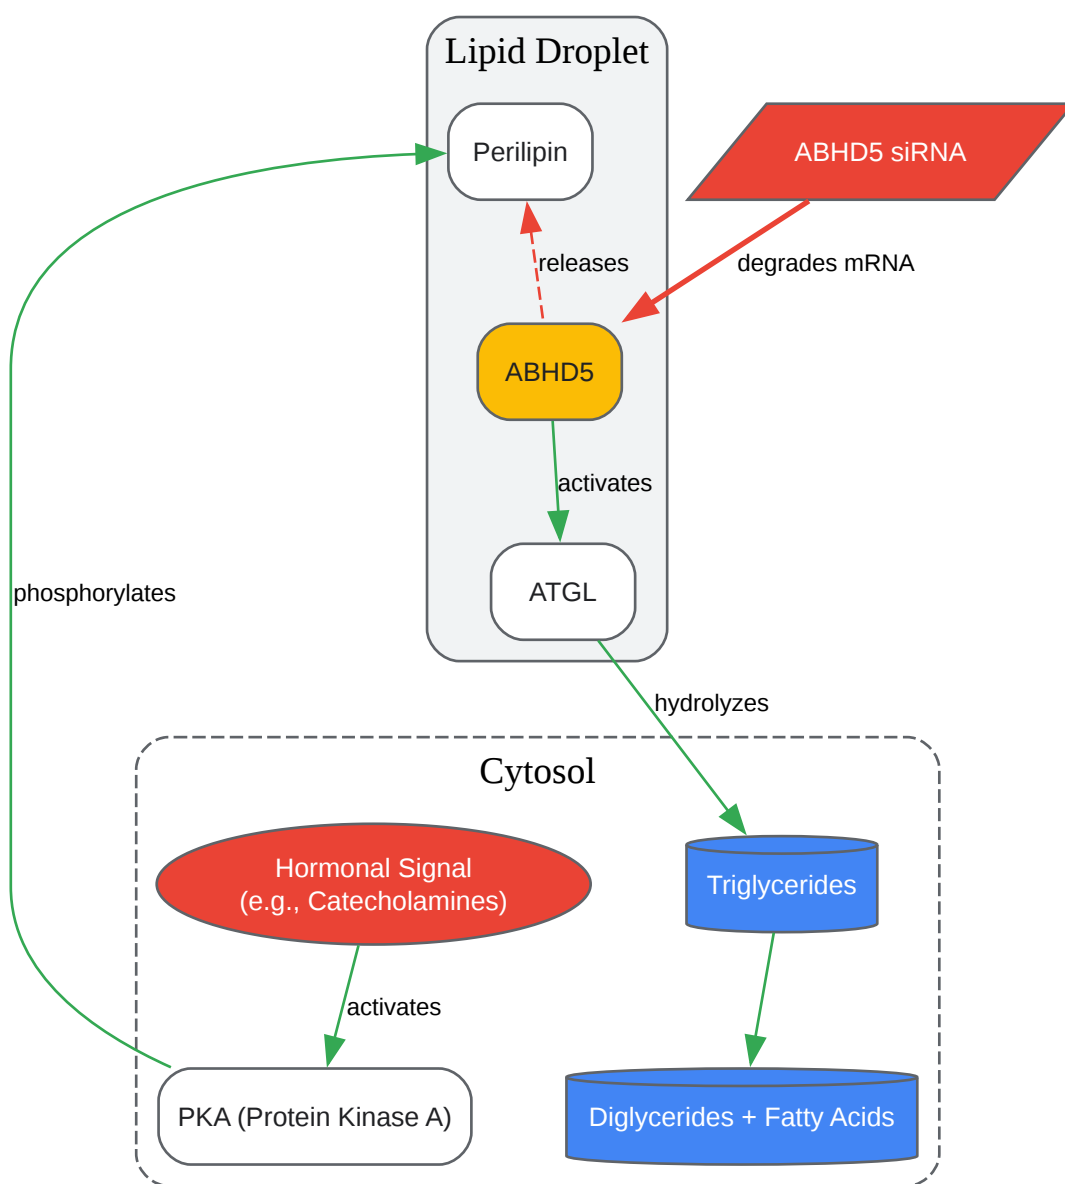 Lipid Droplet
Perilipin
ABHD5 siRNA
releases
degrades mRNA
ABHD5
activates
ATGL
phosphorylates
hydrolyzes
Cytosol
Hormonal Signal
(e.g., Catecholamines)
Triglycerides
activates
PKA (Protein Kinase A)
Diglycerides + Fatty Acids